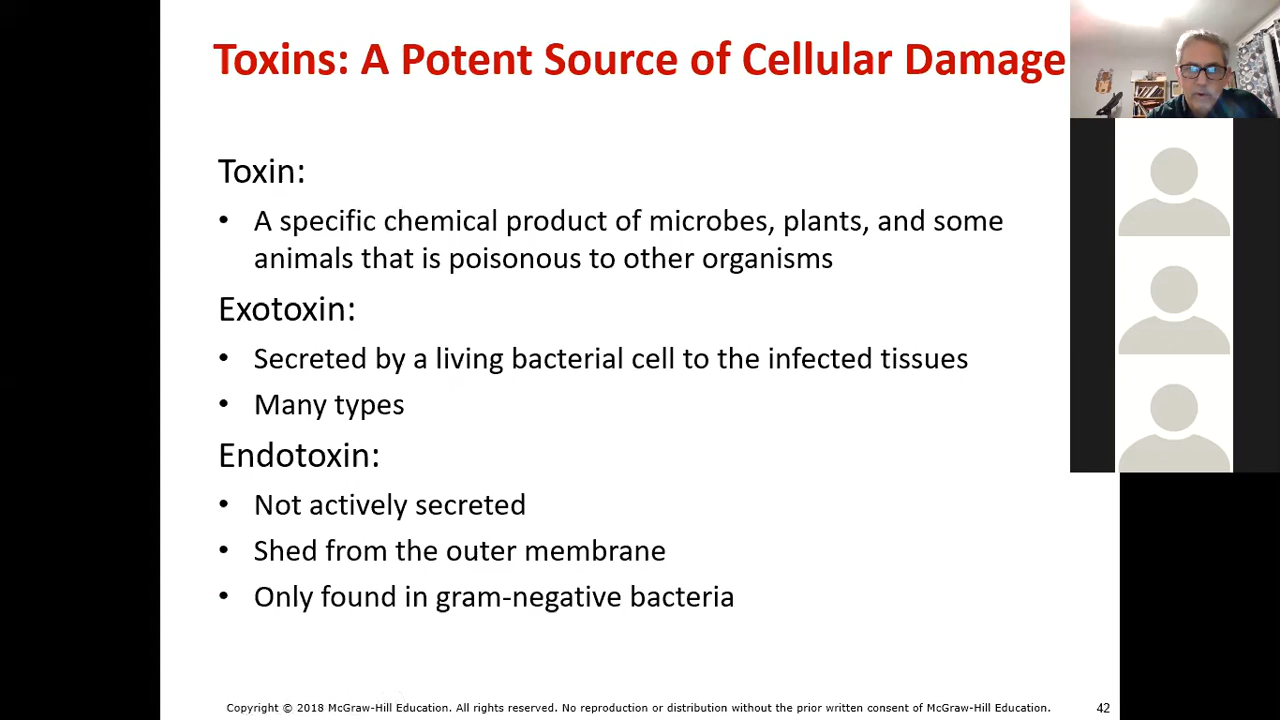 Toxins: A Potent Source of Cellular Damage
Toxin:
• A specific chemical product of microbes, plants, and some
animals that is poisonous to other organisms
Exotoxin:
• Secreted by a living bacterial cell to the infected tissues
• Many types
Endotoxin:
• Not actively secreted
• Shed from the outer membrane
• Only found in gram-negative bacteria
Copyright © 2018 McGraw-Hill Education. All rights reserved. No reproduction or distribution without the prior written consent of McGraw-Hill Education.
42